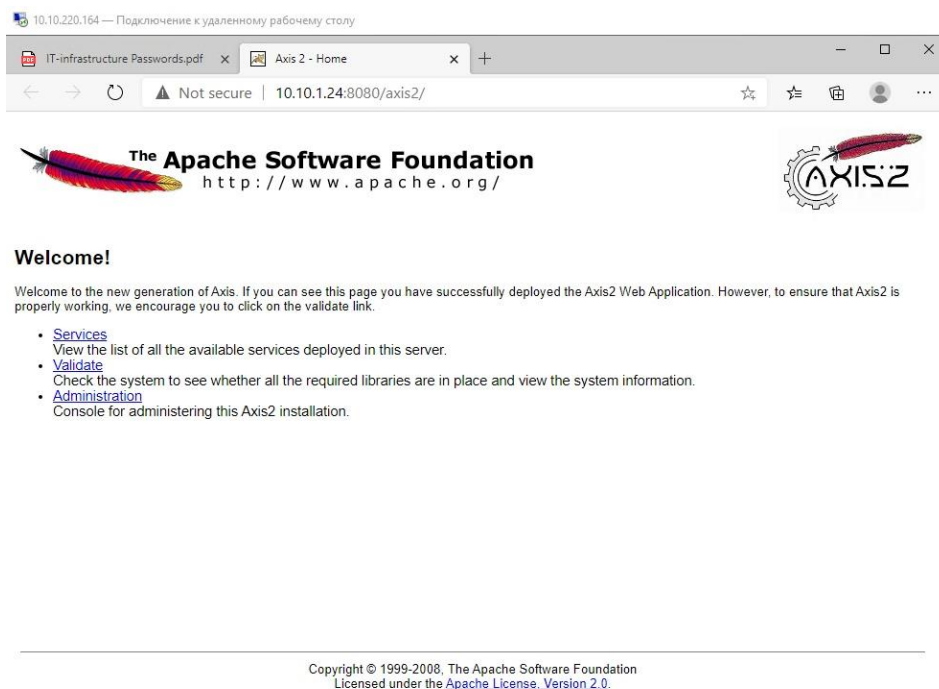 10.10.220.164 — Подключение к удаленному рабочему столу
IT-infrastructure Passwords.pdf
Axis 2 - Home
Not secure | 10.10.1.24:8080/axis2/
The Apache Software Foundation
http://www.apache.org/
AXIS2
Welcome!
Welcome to the new generation of Axis. If you can see this page you have successfully deployed the Axis2 Web Application. However, to ensure that Axis2 is
properly working, we encourage you to click on the validate link.
Services
View the list of all the available services deployed in this server.
Validate
Check the system to see whether all the required libraries are in place and view the system information.
Administration
Console for administering this Axis2 installation.
Copyright © 1999-2008, The Apache Software Foundation
Licensed under the Apache License, Version 2.0.